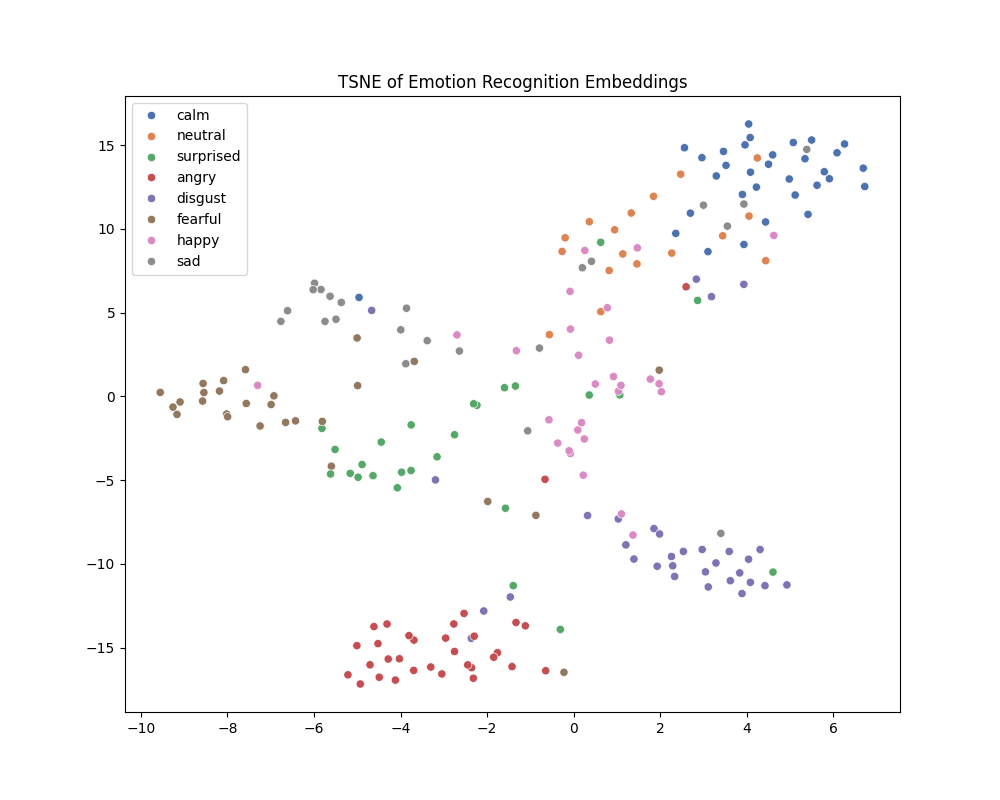 TSNE of Emotion Recognition Embeddings
calm
neutral
surprised
angry
disgust
fearful
happy
sad
15
10
5
0
−5
−10
−15
−10 −8 −6 −4 −2 0 2 4 6